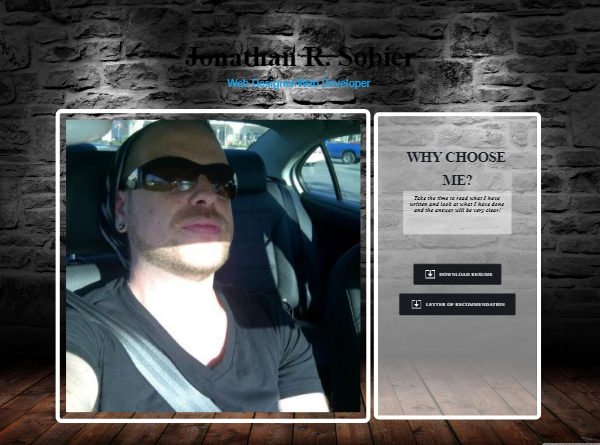 Jonathan R. Sobier
Web Designer/Web Developer
WHY CHOOSE
ME?
Take the time to read what I have
written and look at what I have done
and the answer will be very clear!
DOWNLOAD RESUME
LETTER OF RECOMMENDATION